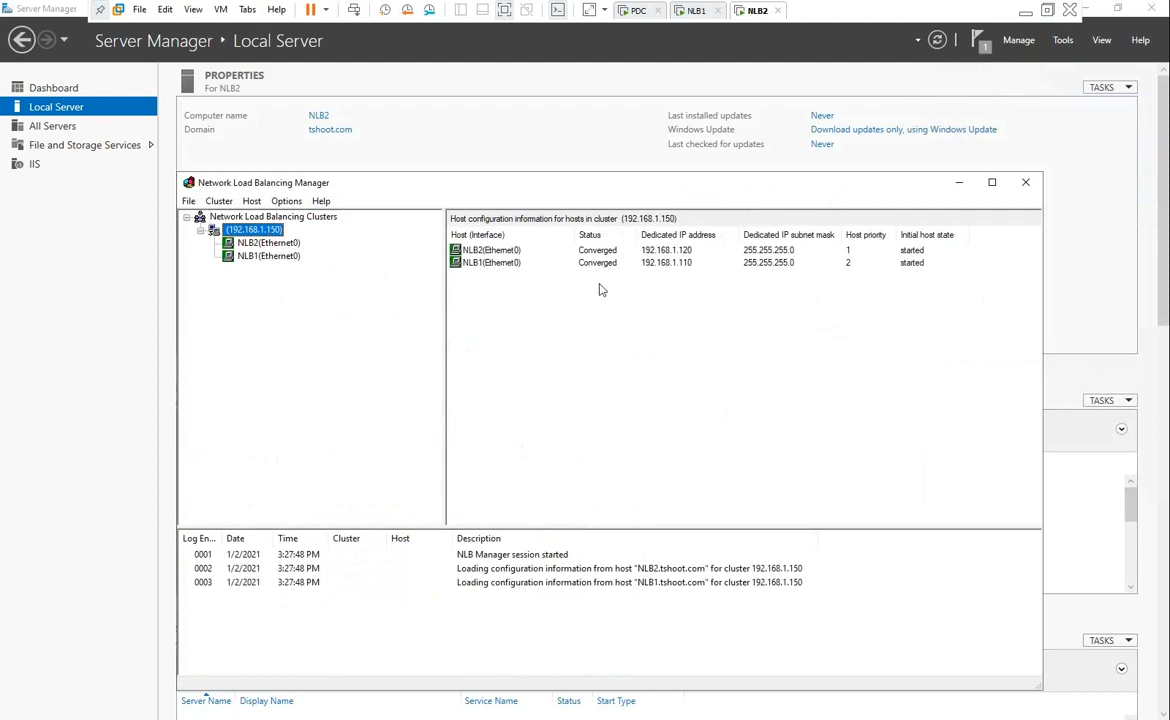 Server Manager
File Edit View VM Tabs Help
PDC NLB1 NLB2
Server Manager Local Server
1 Manage Tools View Help
Dashboard
Local Server
All Servers
File and Storage Services
IIS
PROPERTIES
For NLB2
TASKS
Computer name NLB2
Domain tshoot.com
Last installed updates Never
Windows Update Download updates only, using Windows Update
Last checked for updates Never
Network Load Balancing Manager
File Cluster Host Options Help
Network Load Balancing Clusters
(192.168.1.150)
NLB2(Ethernet0)
NLB1(Ethernet0)
Host configuration information for hosts in cluster (192.168.1.150)
Host (Interface) Status Dedicated IP address Dedicated IP subnet mask Host priority Initial host state
NLB2(Ethernet0) Converged 192.168.1.120 255.255.255.0 1 started
NLB1(Ethernet0) Converged 192.168.1.110 255.255.255.0 2 started
TASKS
Log En... Date Time Cluster Host Description
0001 1/2/2021 3:27:48 PM NLB Manager session started
0002 1/2/2021 3:27:48 PM Loading configuration information from host "NLB2.tshoot.com" for cluster 192.168.1.150
0003 1/2/2021 3:27:48 PM Loading configuration information from host "NLB1.tshoot.com" for cluster 192.168.1.150
TASKS
Server Name Display Name Service Name Status Start Type